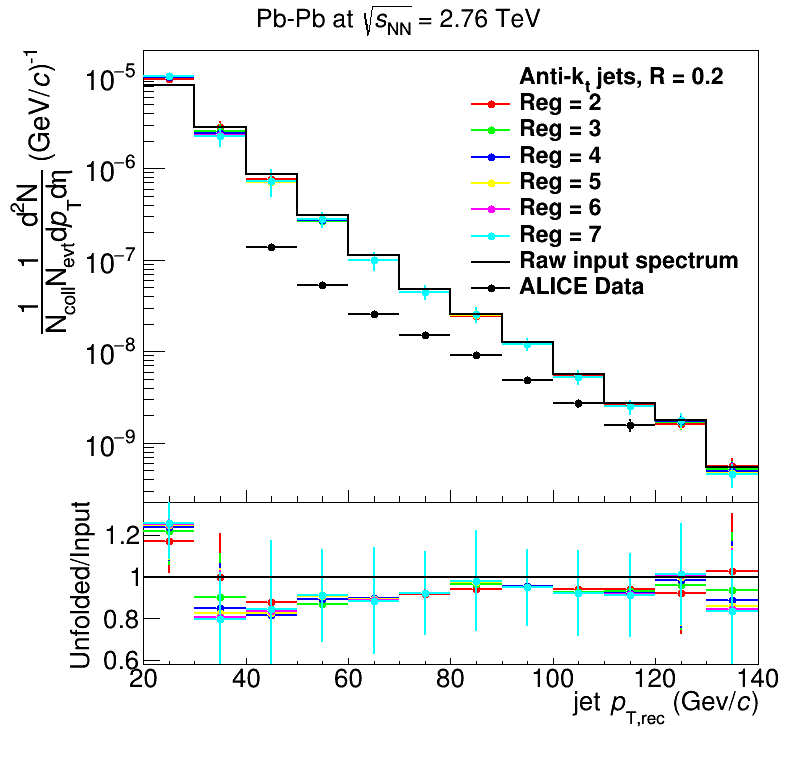 Pb-Pb at √s_NN = 2.76 TeV
1/N_coll 1/N_evt d²N/dp_Tdη (GeV/c)⁻¹
10⁻⁵
10⁻⁶
10⁻⁷
10⁻⁸
10⁻⁹
Anti-k_t jets, R = 0.2
Reg = 2
Reg = 3
Reg = 4
Reg = 5
Reg = 6
Reg = 7
Raw input spectrum
ALICE Data
Unfolded/Input
1.2
1
0.8
0.6
20 40 60 80 100 120 140
jet p_T,rec (Gev/c)